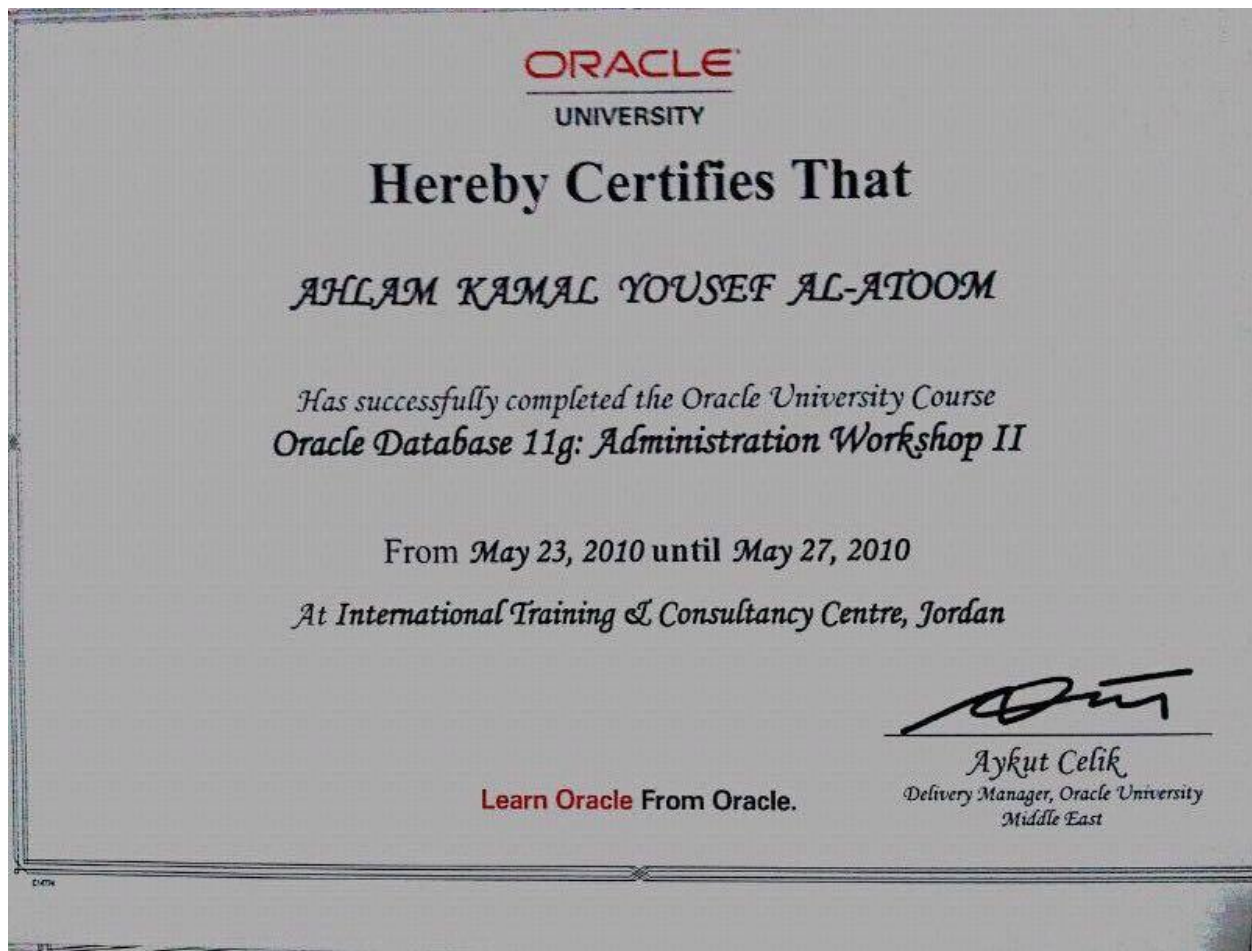 ORACLE
UNIVERSITY
Hereby Certifies That
AHLAM KAMAL YOUSEF AL-ATOOM
Has successfully completed the Oracle University Course
Oracle Database 11g: Administration Workshop II
From May 23, 2010 until May 27, 2010
At International Training & Consultancy Centre, Jordan
Aykut Celik
Delivery Manager, Oracle University
Middle East
Learn Oracle From Oracle.